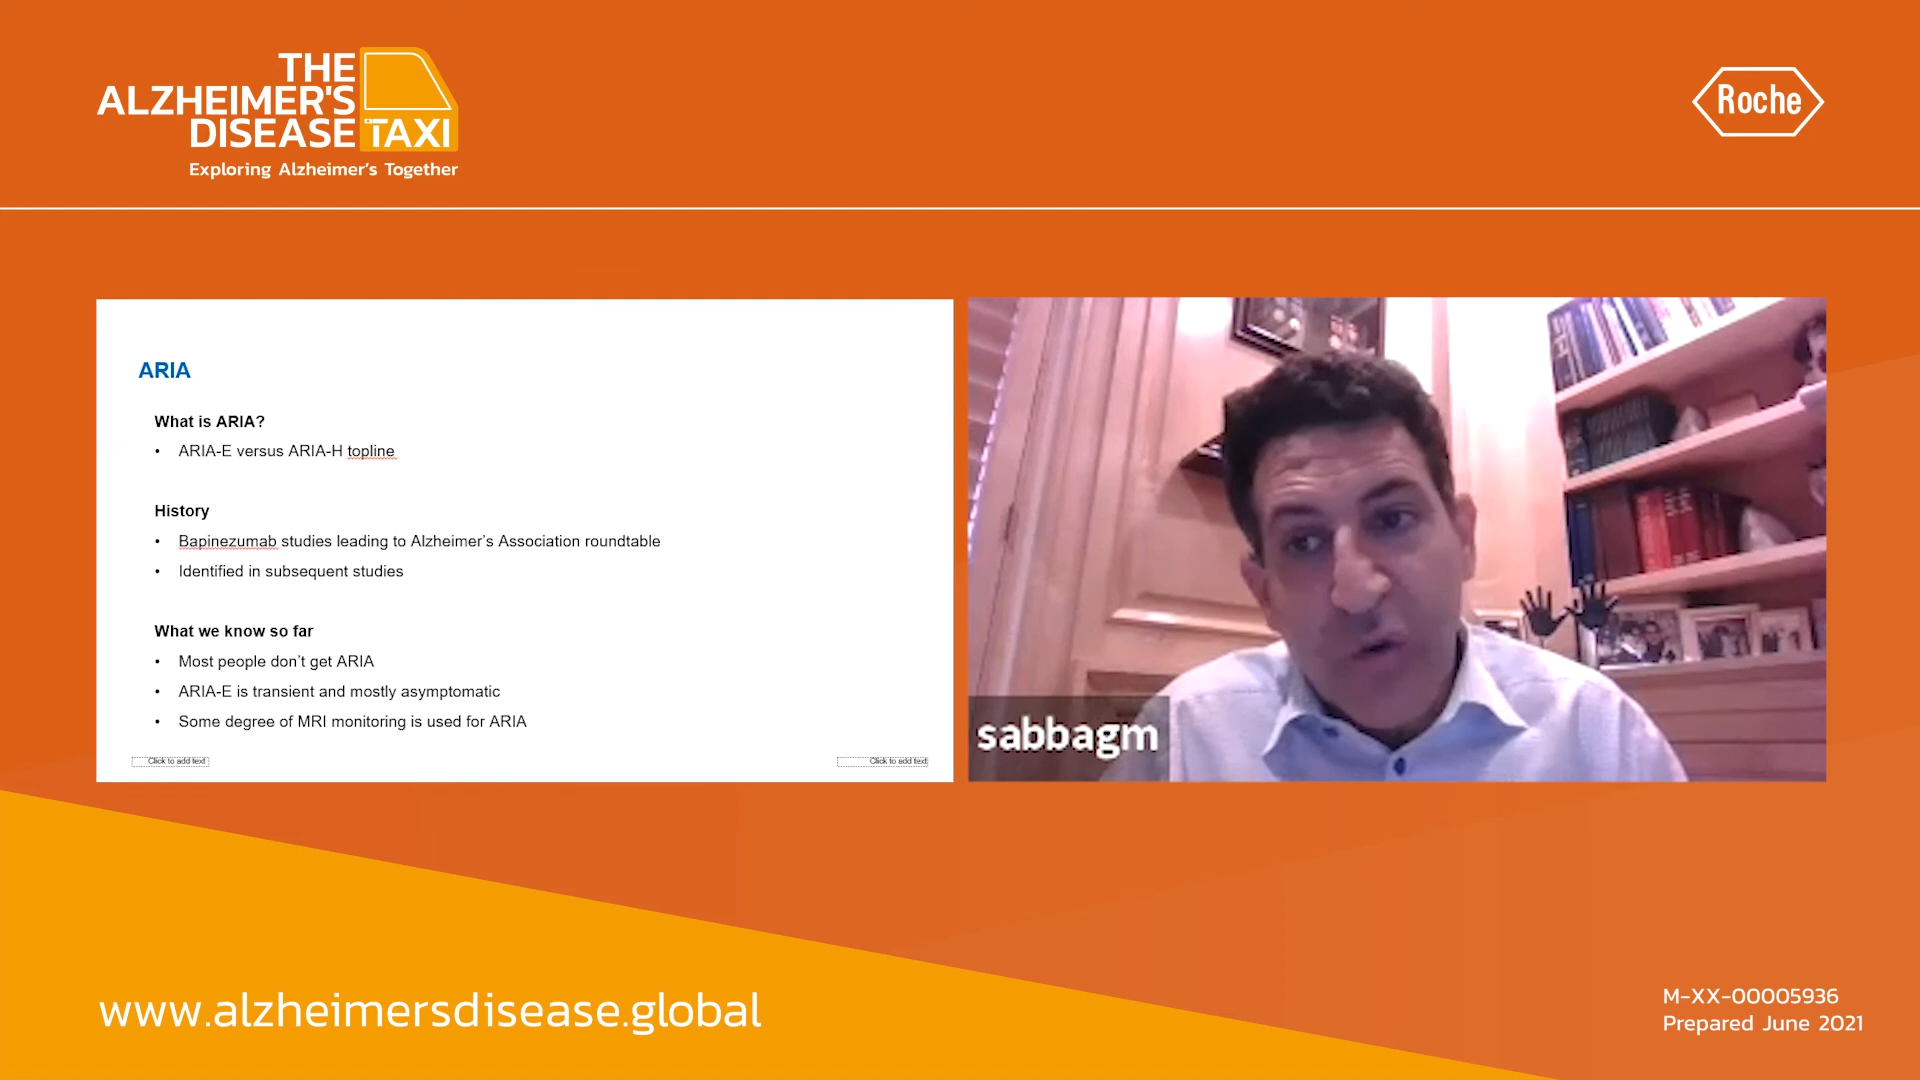 THE
ALZHEIMER'S
DISEASE TAXI
Exploring Alzheimer's Together
Roche
ARIA
What is ARIA?
• ARIA-E versus ARIA-H topline
History
• Bapinezumab studies leading to Alzheimer's Association roundtable
• Identified in subsequent studies
What we know so far
• Most people don't get ARIA
• ARIA-E is transient and mostly asymptomatic
• Some degree of MRI monitoring is used for ARIA
Click to add text
Click to add text
sabbagm
www.alzheimersdisease.global
M-XX-00005936
Prepared June 2021